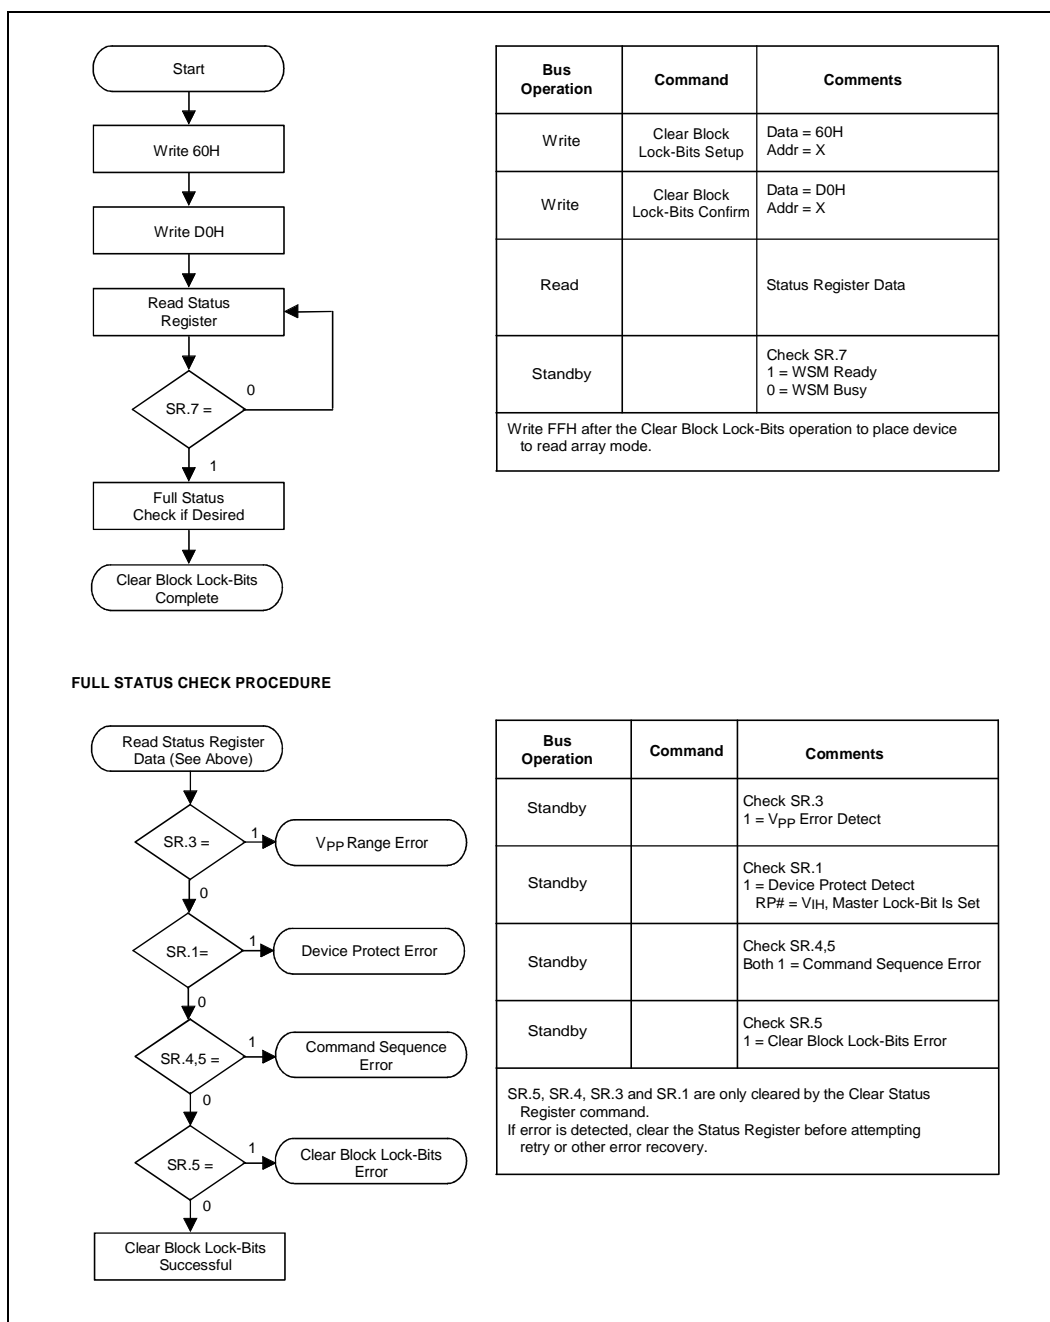 Start
Write 60H
Write D0H
Read Status
Register
SR.7 =
0
1
Full Status
Check if Desired
Clear Block Lock-Bits
Complete
Bus
Operation
Command
Comments
Write
Clear Block
Lock-Bits Setup
Data = 60H
Addr = X
Write
Clear Block
Lock-Bits Confirm
Data = D0H
Addr = X
Read
Status Register Data
Standby
Check SR.7
1 = WSM Ready
0 = WSM Busy
Write FFH after the Clear Block Lock-Bits operation to place device
to read array mode.
FULL STATUS CHECK PROCEDURE
Read Status Register
Data (See Above)
SR.3 =
1
VPP Range Error
0
SR.1=
1
Device Protect Error
0
SR.4,5 =
1
Command Sequence
Error
0
SR.5 =
1
Clear Block Lock-Bits
Error
0
Clear Block Lock-Bits
Successful
Bus
Operation
Command
Comments
Standby
Check SR.3
1 = VPP Error Detect
Standby
Check SR.1
1 = Device Protect Detect
RP# = VIH, Master Lock-Bit Is Set
Standby
Check SR.4,5
Both 1 = Command Sequence Error
Standby
Check SR.5
1 = Clear Block Lock-Bits Error
SR.5, SR.4, SR.3 and SR.1 are only cleared by the Clear Status
Register command.
If error is detected, clear the Status Register before attempting
retry or other error recovery.